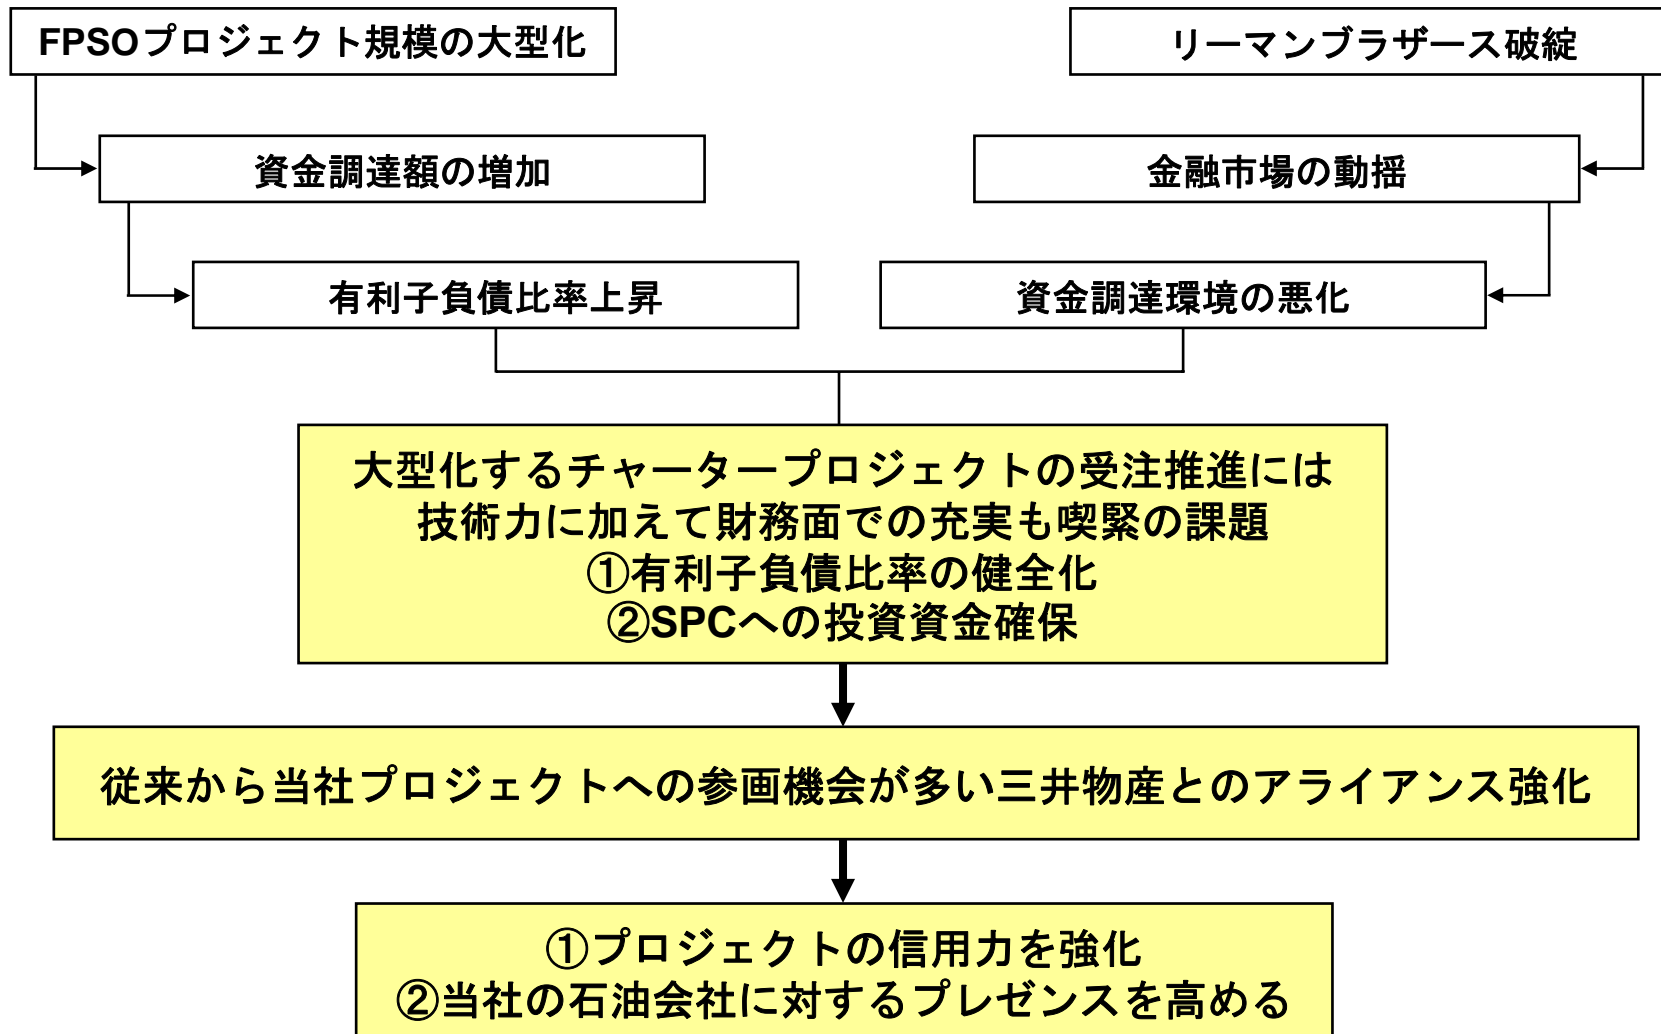 FPSOプロジェクト規模の大型化
リーマンブラザース破綻
資金調達額の増加
金融市場の動揺
有利子負債比率上昇
資金調達環境の悪化
大型化するチャータープロジェクトの受注推進には
技術力に加えて財務面での充実も喫緊の課題
①有利子負債比率の健全化
②SPCへの投資資金確保
従来から当社プロジェクトへの参画機会が多い三井物産とのアライアンス強化
①プロジェクトの信用力を強化
②当社の石油会社に対するプレゼンスを高める